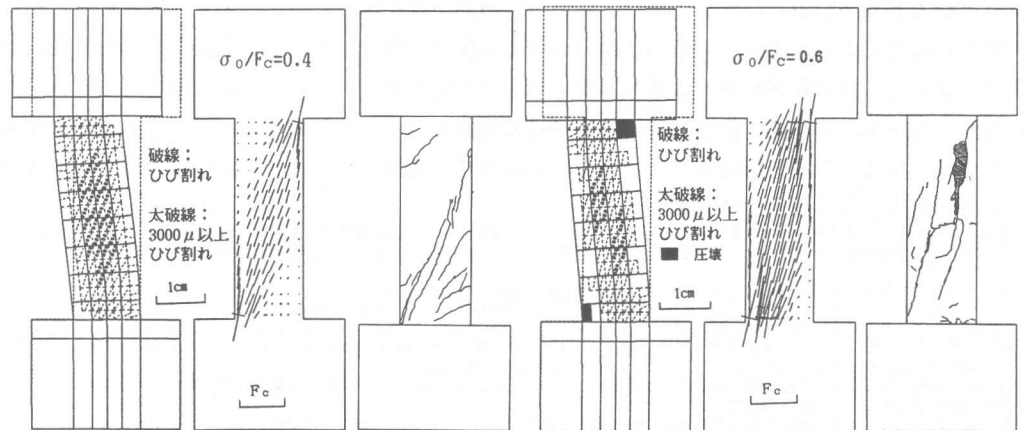 σ₀/Fc=0.4
破線：
ひび割れ
太破線：
3000μ以上
ひび割れ
1cm
Fc
σ₀/Fc=0.6
破線：
ひび割れ
太破線：
3000μ以上
ひび割れ
■ 圧壊
1cm
Fc